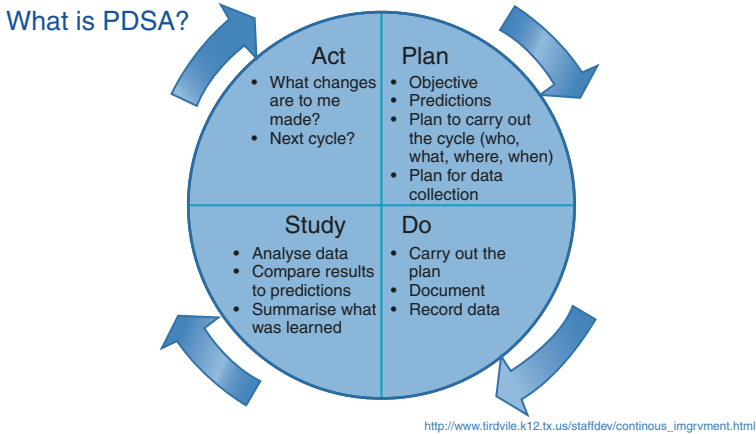 What is PDSA?
Act
• What changes
are to me
made?
• Next cycle?
Plan
• Objective
• Predictions
• Plan to carry out
the cycle (who,
what, where, when)
• Plan for data
collection
Study
• Analyse data
• Compare results
to predictions
• Summarise what
was learned
Do
• Carry out the
plan
• Document
• Record data
http://www.tirdvile.k12.tx.us/staffdev/continous_imgrvment.html